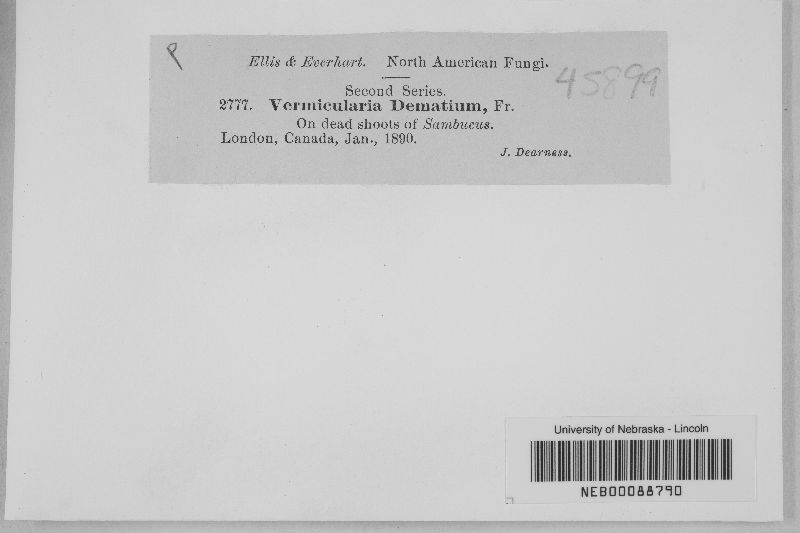 Ellis & Everhart. North American Fungi.
45899
Second Series.
2777. Vermicularia Dematium, Fr.
On dead shoots of Sambucus.
London, Canada, Jan., 1890.
J. Dearness.
University of Nebraska - Lincoln
NEB00088790